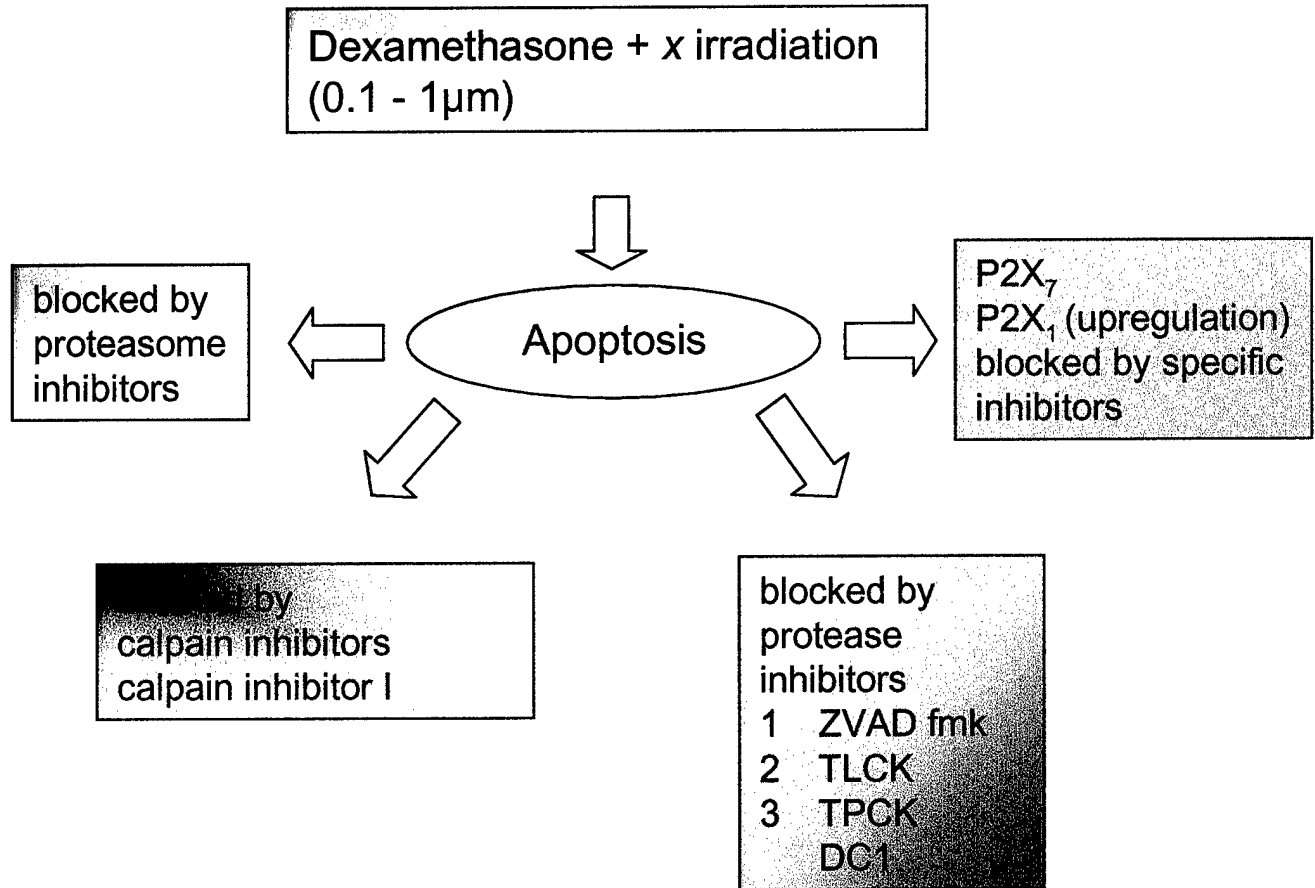 Dexamethasone + x irradiation
(0.1 - 1µm)
blocked by
proteasome
inhibitors
Apoptosis
P2X₇
P2X₁ (upregulation)
blocked by specific
inhibitors
by
calpain inhibitors
calpain inhibitor I
blocked by
protease
inhibitors
1 ZVAD fmk
2 TLCK
3 TPCK
DC1